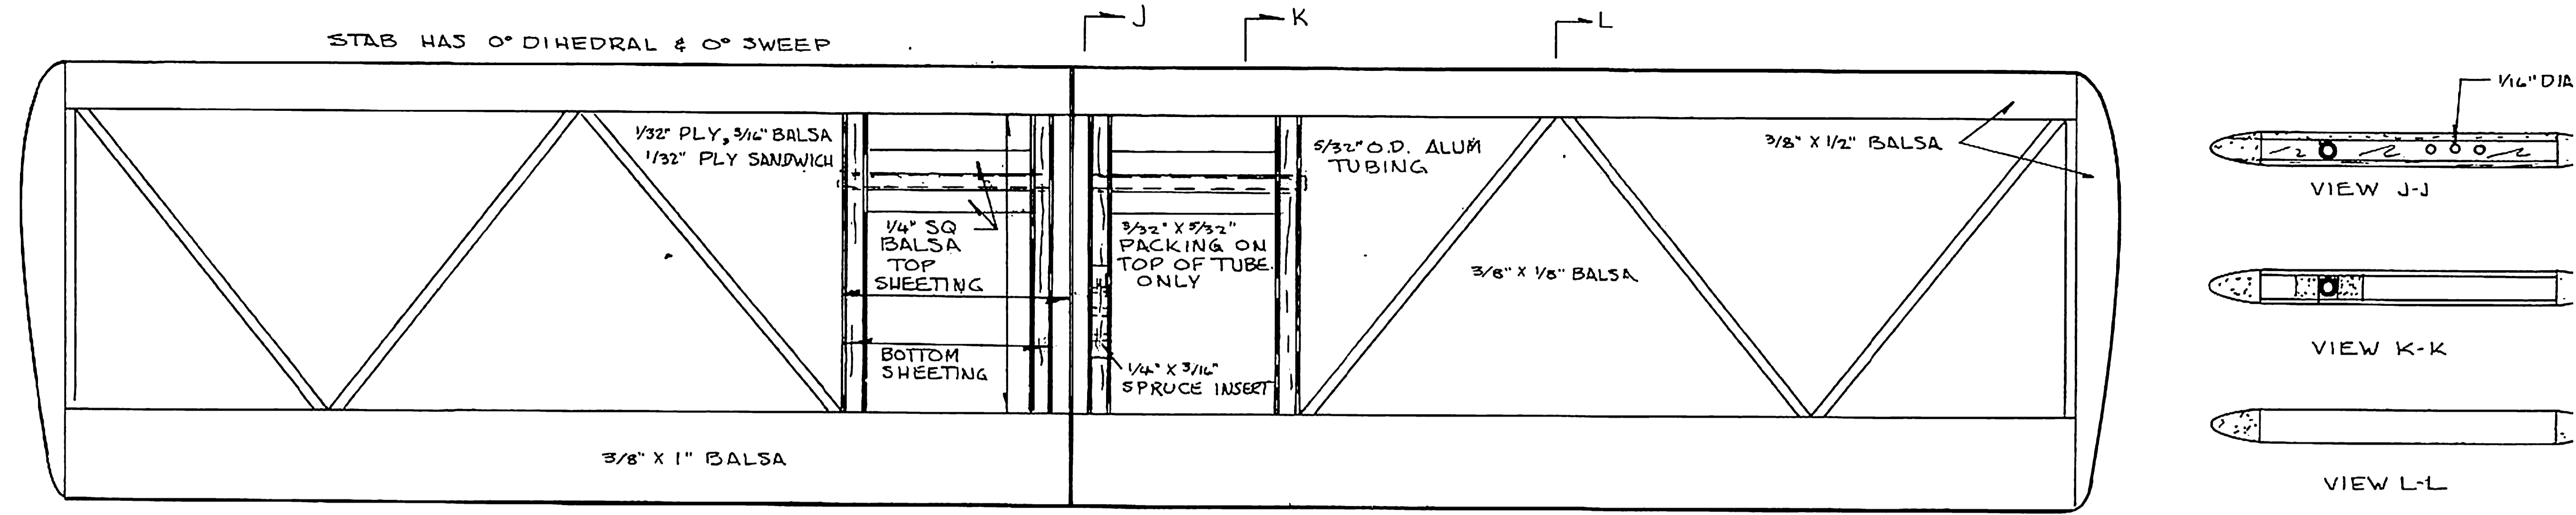 J
K
L
STAB HAS 0° DIHEDRAL & 0° SWEEP
1/16" DIA
1/32" PLY, 5/16" BALSA
1/32" PLY SANDWICH
5/32" O.D. ALUM
TUBING
3/8" X 1/2" BALSA
VIEW J-J
1/4" SQ
BALSA
TOP
SHEETING
3/32" X 5/32"
PACKING ON
TOP OF TUBE
ONLY
3/8" X 1/8" BALSA
BOTTOM
SHEETING
1/4" X 3/16"
SPRUCE INSERT
VIEW K-K
3/8" X 1" BALSA
VIEW L-L